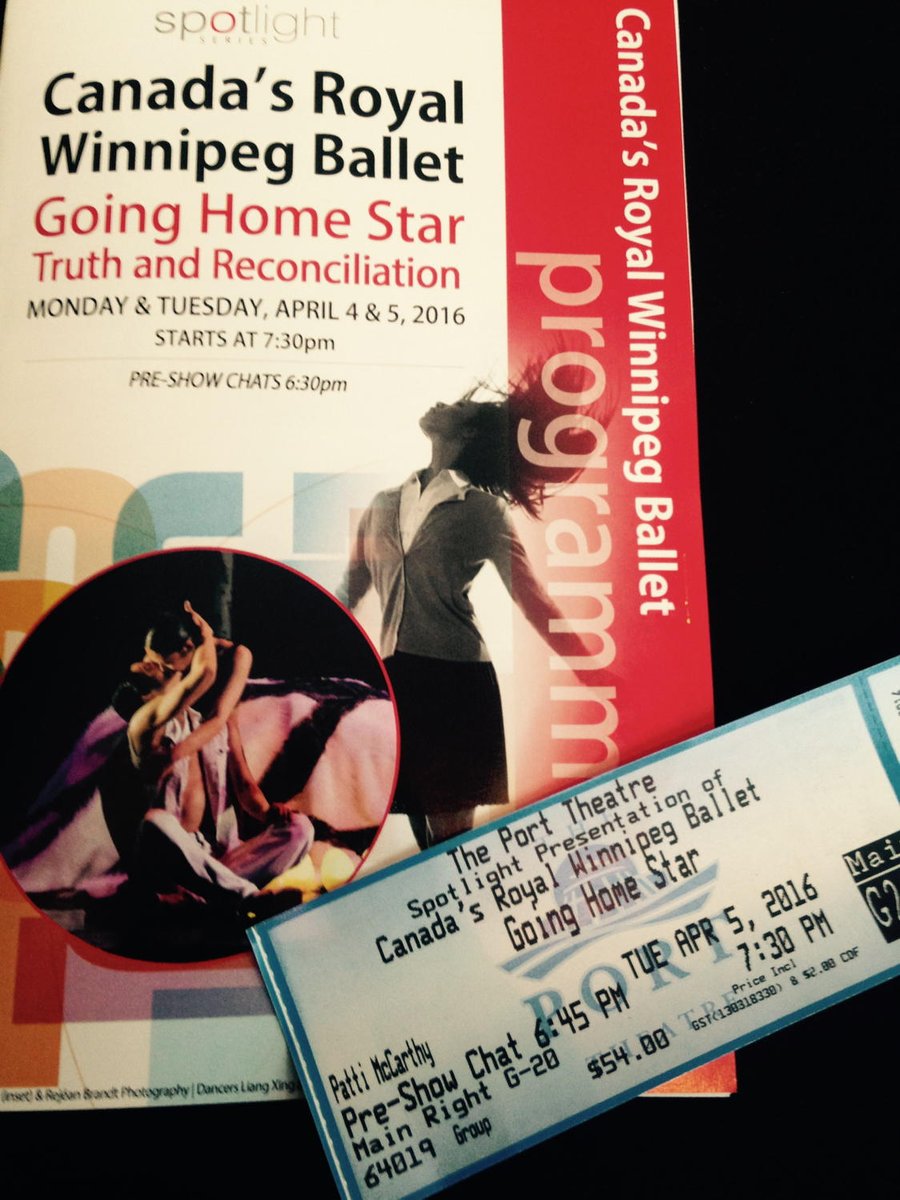 spotlight
SERIES
Canada's Royal
Winnipeg Ballet
Going Home Star
Truth and Reconciliation
MONDAY & TUESDAY, APRIL 4 & 5, 2016
STARTS AT 7:30pm
PRE-SHOW CHATS 6:30pm
Canada's Royal Winnipeg Ballet
programm
(inset) & Rejean Brandt Photography | Dancers Liang Xing
The Port Theatre
Spotlight Presentation of
Canada's Royal Winnipeg Ballet
Going Home Star
TUE APR 5, 2016
7:30 PM
Price Incl
GST(130318330) & $2.00 CDF
$54.00
PORT
THEATRE
Patti McCarthy
Pre-Show Chat 6:45 PM
Main Right G-20
64019 Group
Mai
G2